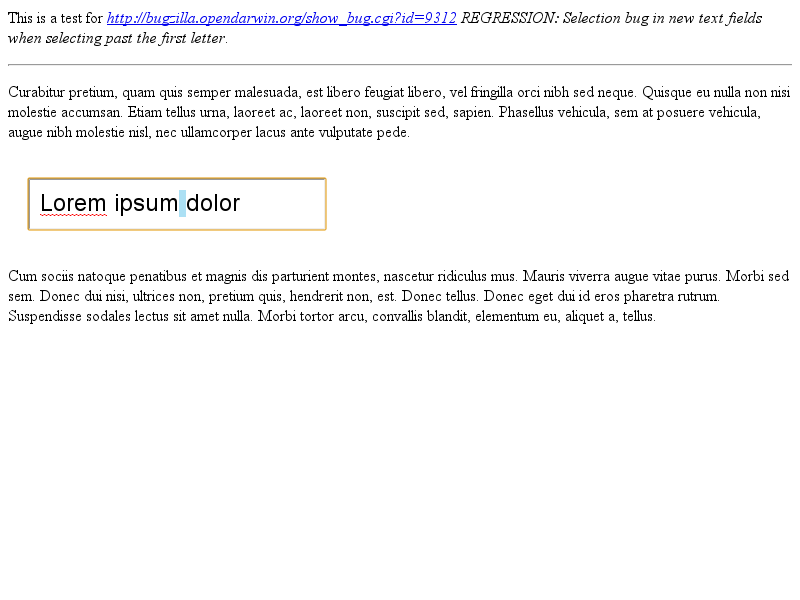 This is a test for http://bugzilla.opendarwin.org/show_bug.cgi?id=9312 REGRESSION: Selection bug in new text fields
when selecting past the first letter.
Curabitur pretium, quam quis semper malesuada, est libero feugiat libero, vel fringilla orci nibh sed neque. Quisque eu nulla non nisi
molestie accumsan. Etiam tellus urna, laoreet ac, laoreet non, suscipit sed, sapien. Phasellus vehicula, sem at posuere vehicula,
augue nibh molestie nisl, nec ullamcorper lacus ante vulputate pede.
Lorem ipsum dolor
Cum sociis natoque penatibus et magnis dis parturient montes, nascetur ridiculus mus. Mauris viverra augue vitae purus. Morbi sed
sem. Donec dui nisi, ultrices non, pretium quis, hendrerit non, est. Donec tellus. Donec eget dui id eros pharetra rutrum.
Suspendisse sodales lectus sit amet nulla. Morbi tortor arcu, convallis blandit, elementum eu, aliquet a, tellus.